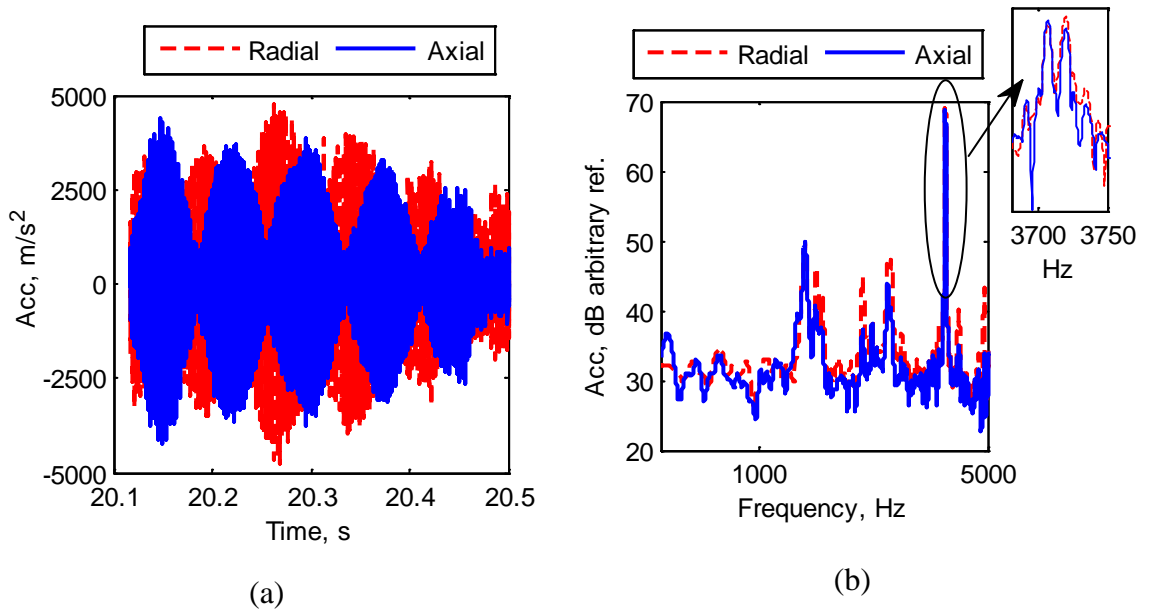 Radial Axial
5000
2500
0
-2500
-5000
20.1 20.2 20.3 20.4 20.5
Acc, m/s²
Time, s
(a)
Radial Axial
70
60
50
40
30
20
1000 5000
Acc, dB arbitrary ref.
Frequency, Hz
3700 3750
Hz
(b)